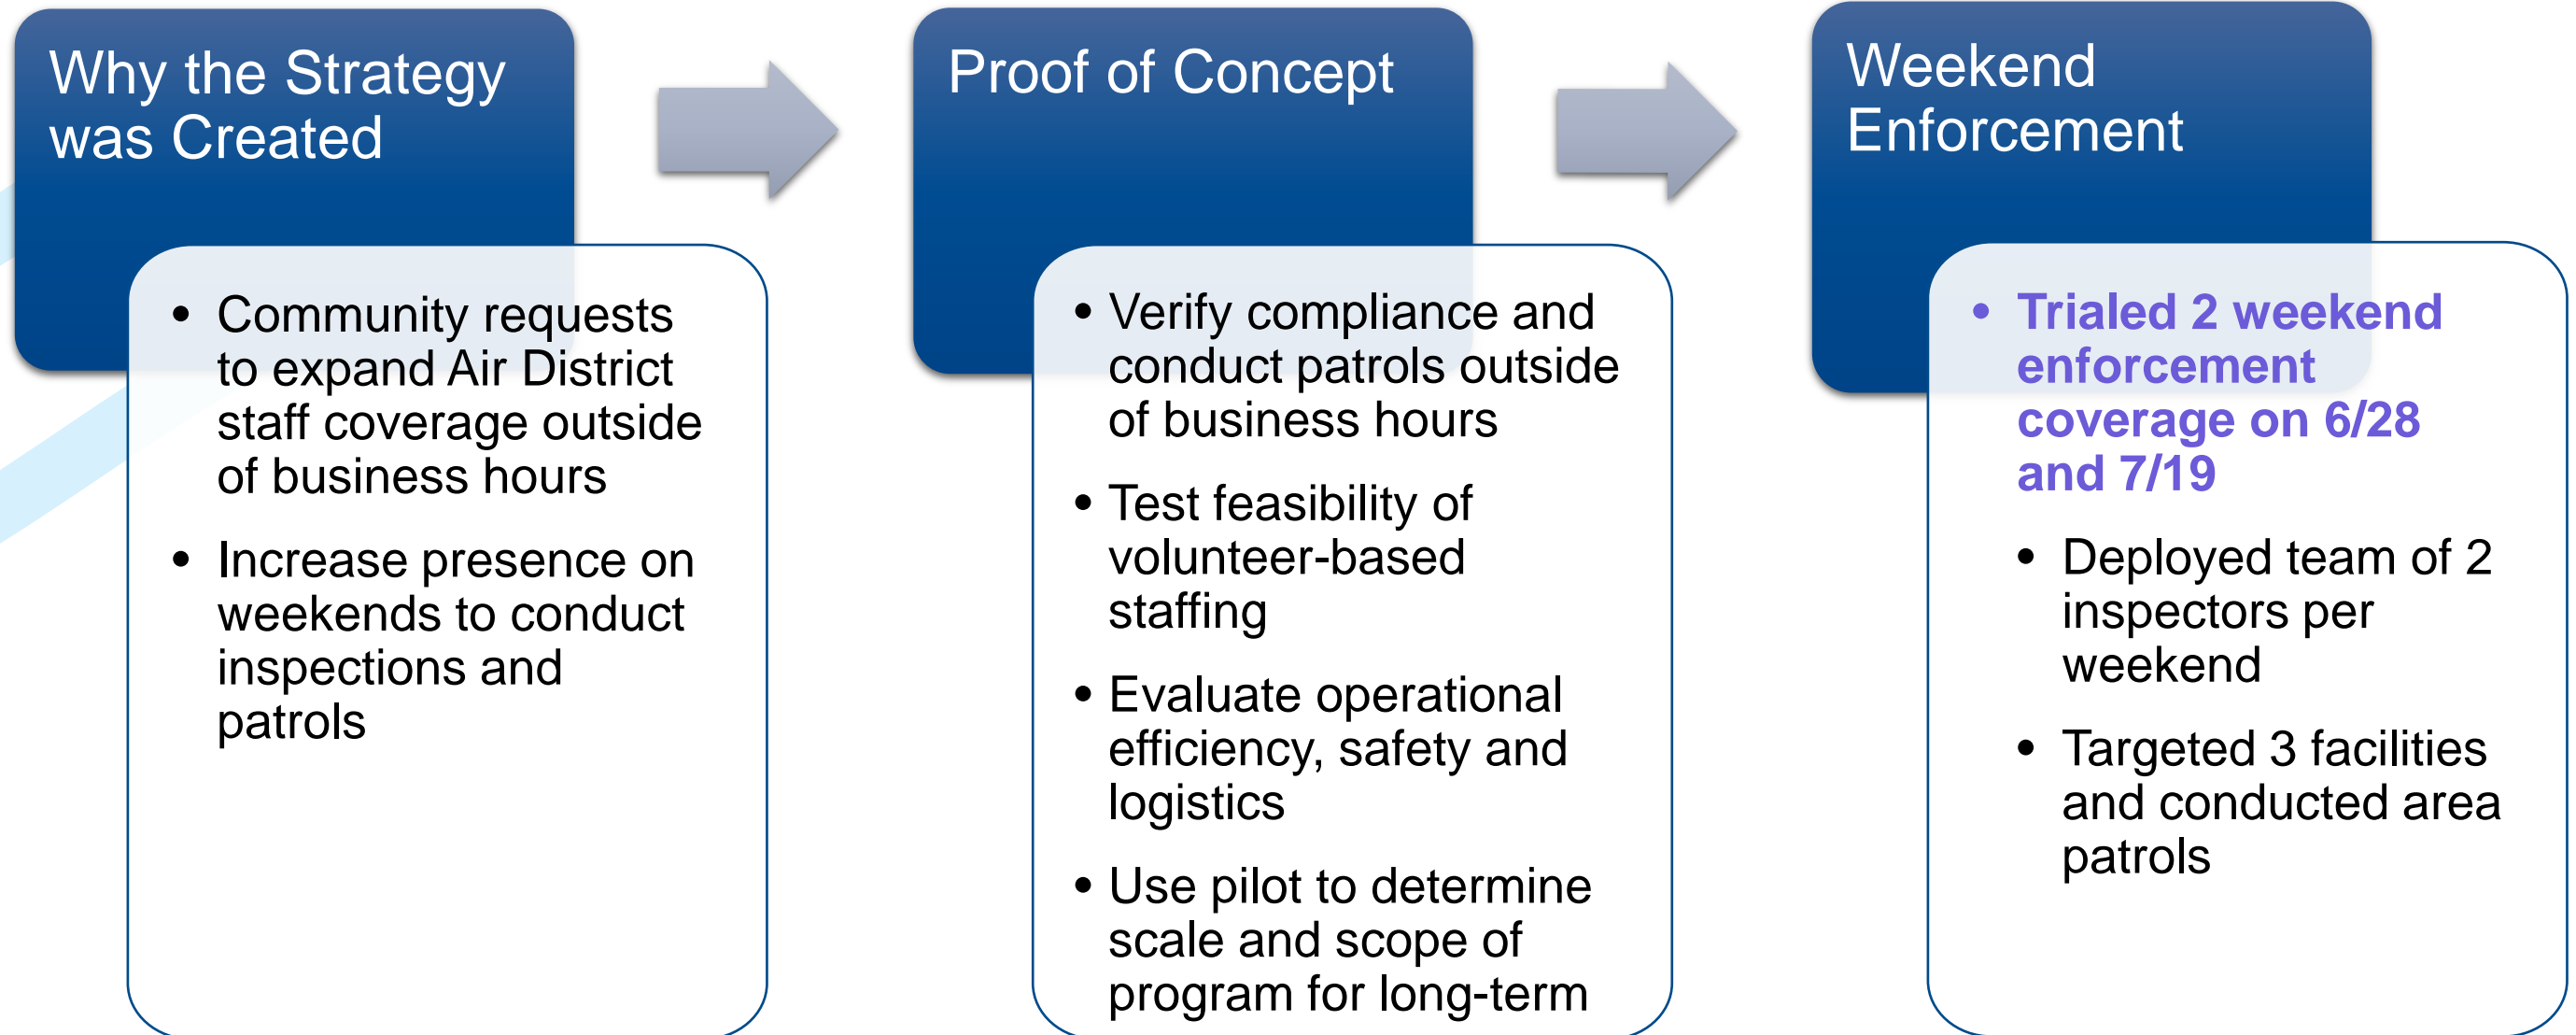 Why the Strategy
was Created
• Community requests
to expand Air District
staff coverage outside
of business hours
• Increase presence on
weekends to conduct
inspections and
patrols
Proof of Concept
• Verify compliance and
conduct patrols outside
of business hours
• Test feasibility of
volunteer-based
staffing
• Evaluate operational
efficiency, safety and
logistics
• Use pilot to determine
scale and scope of
program for long-term
Weekend
Enforcement
• Trialed 2 weekend
enforcement
coverage on 6/28
and 7/19
• Deployed team of 2
inspectors per
weekend
• Targeted 3 facilities
and conducted area
patrols